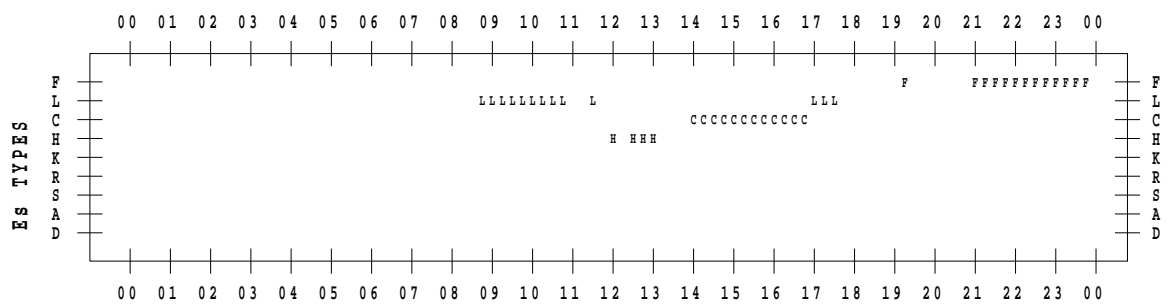 00 01 02 03 04 05 06 07 08 09 10 11 12 13 14 15 16 17 18 19 20 21 22 23 00
F F FFFFFFFFFFFF F
L LLLLLLLLL L LLL L
C CCCCCCCCCCCC C
H H HHH H
K K
R R
S S
A A
D D
Es TYPES
00 01 02 03 04 05 06 07 08 09 10 11 12 13 14 15 16 17 18 19 20 21 22 23 00